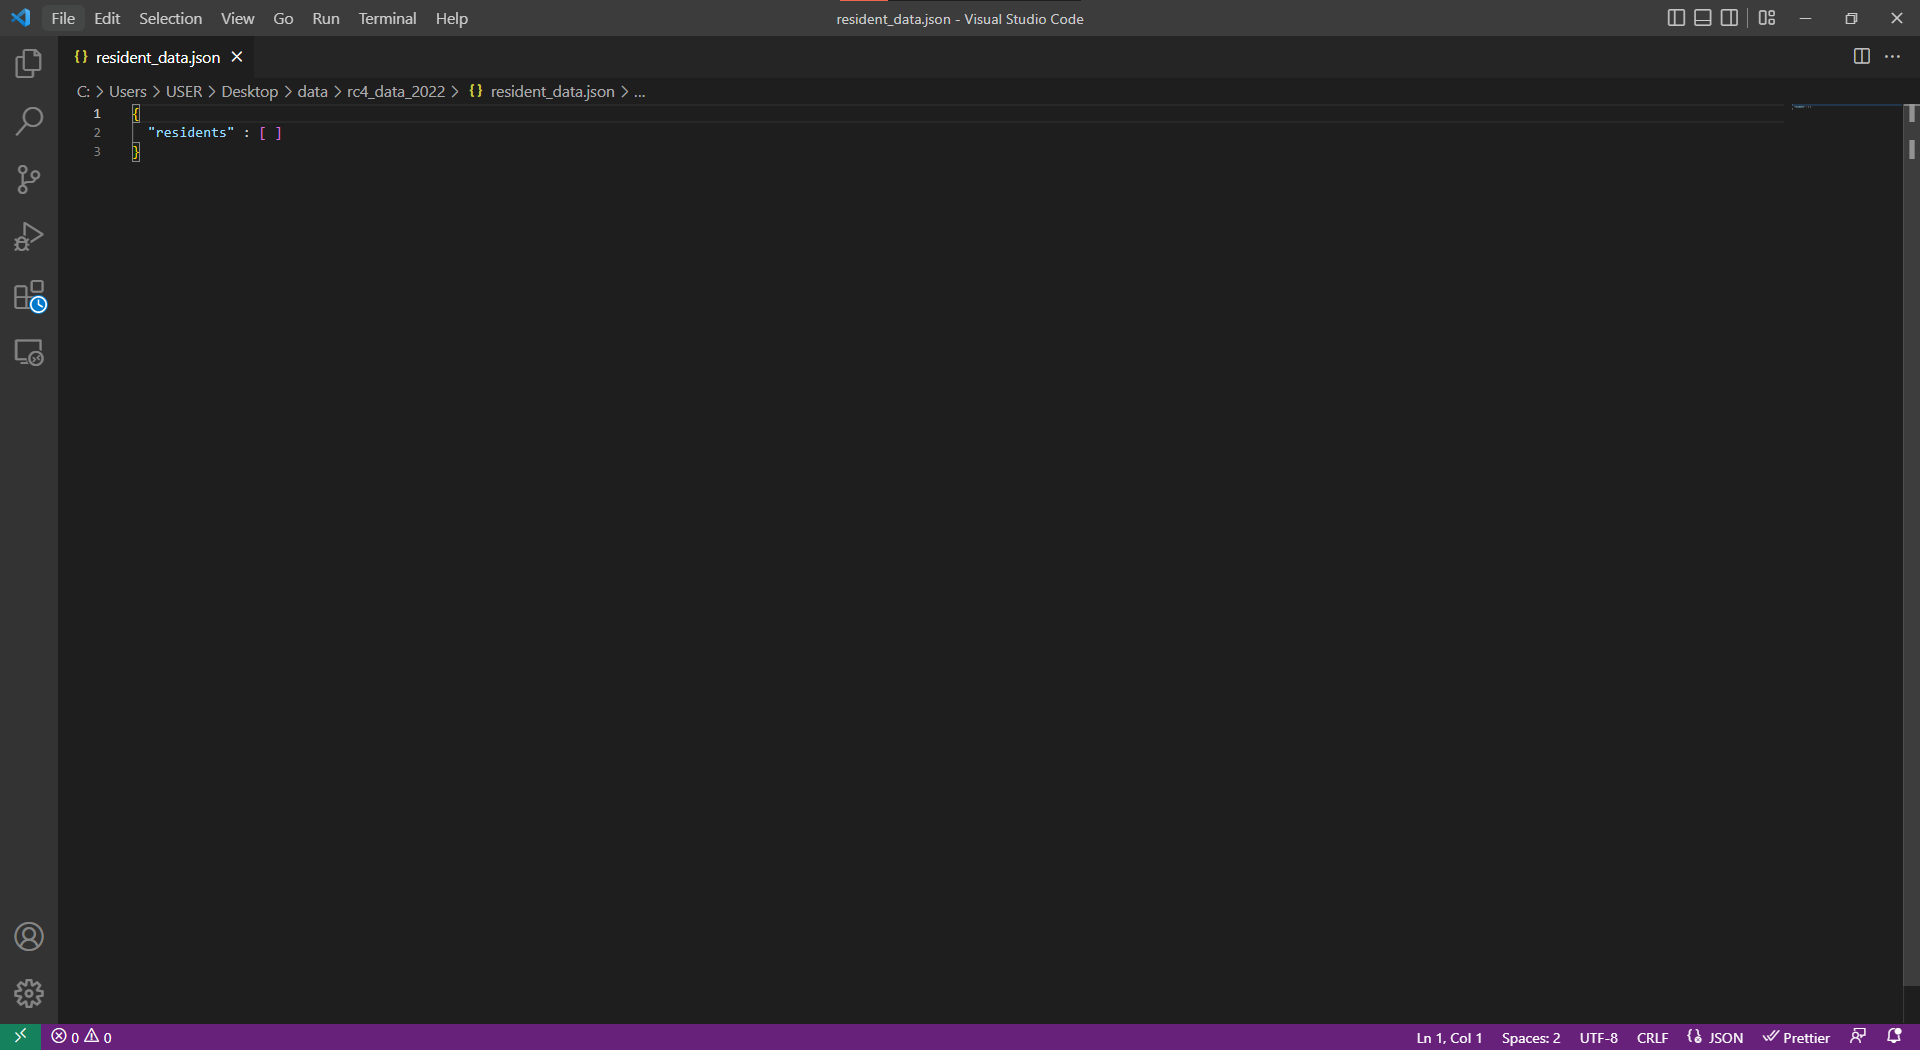 File Edit Selection View Go Run Terminal Help
resident_data.json - Visual Studio Code
{} resident_data.json ×
C: > Users > USER > Desktop > data > rc4_data_2022 > {} resident_data.json > ...
1 {
2 "residents" : [ ]
3 }
0 0
Ln 1, Col 1 Spaces: 2 UTF-8 CRLF JSON Prettier